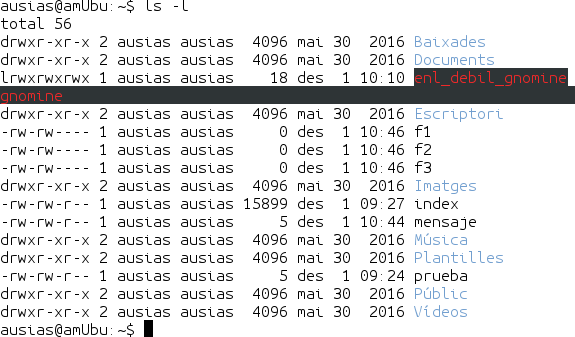 ausias@amUbu:~$ ls -l
total 56
drwxr-xr-x 2 ausias ausias  4096 mai 30  2016 Baixades
drwxr-xr-x 2 ausias ausias  4096 mai 30  2016 Documents
lrwxrwxrwx 1 ausias ausias    18 des  1 10:10 enl_debil_gnomine
gnomine
drwxr-xr-x 2 ausias ausias  4096 mai 30  2016 Escriptori
-rw-rw---- 1 ausias ausias     0 des  1 10:46 f1
-rw-rw---- 1 ausias ausias     0 des  1 10:46 f2
-rw-rw---- 1 ausias ausias     0 des  1 10:46 f3
drwxr-xr-x 2 ausias ausias  4096 mai 30  2016 Imatges
-rw-rw-r-- 1 ausias ausias 15899 des  1 09:27 index
-rw-rw-r-- 1 ausias ausias     5 des  1 10:44 mensaje
drwxr-xr-x 2 ausias ausias  4096 mai 30  2016 Música
drwxr-xr-x 2 ausias ausias  4096 mai 30  2016 Plantilles
-rw-rw-r-- 1 ausias ausias     5 des  1 09:24 prueba
drwxr-xr-x 2 ausias ausias  4096 mai 30  2016 Públic
drwxr-xr-x 2 ausias ausias  4096 mai 30  2016 Vídeos
ausias@amUbu:~$